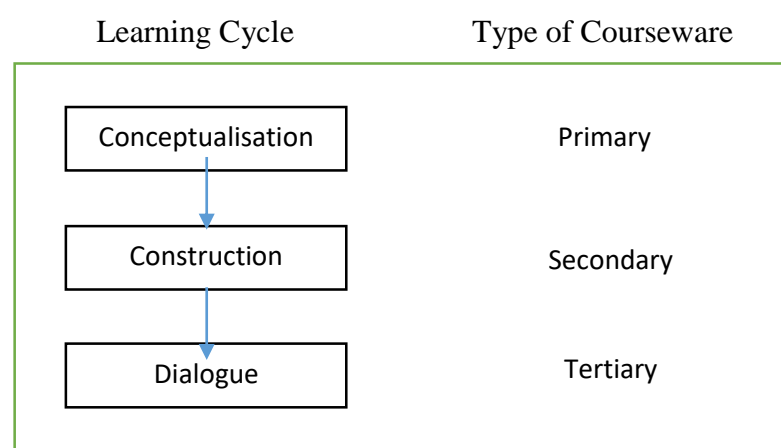 Learning Cycle Type of Courseware
Conceptualisation Primary
Construction Secondary
Dialogue Tertiary